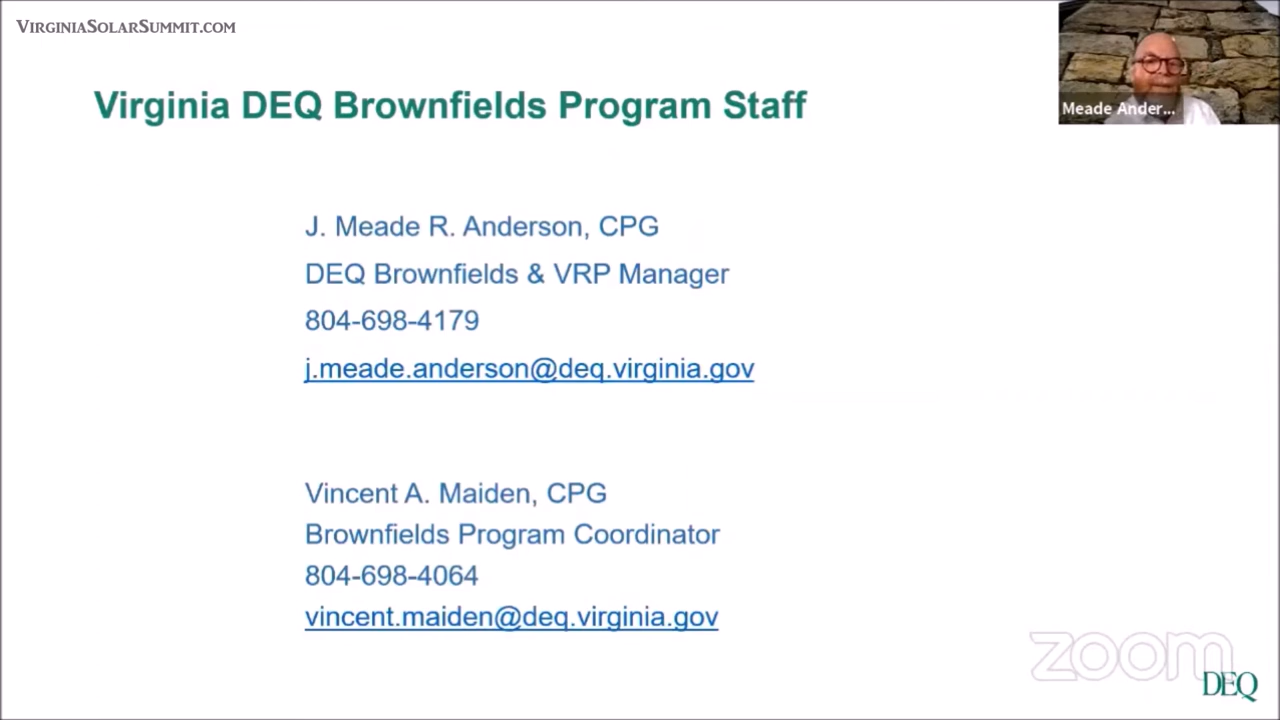 VirginiaSolarSummit.com
Meade Ander...
Virginia DEQ Brownfields Program Staff
J. Meade R. Anderson, CPG
DEQ Brownfields & VRP Manager
804-698-4179
j.meade.anderson@deq.virginia.gov
Vincent A. Maiden, CPG
Brownfields Program Coordinator
804-698-4064
vincent.maiden@deq.virginia.gov
zoom
DEQ